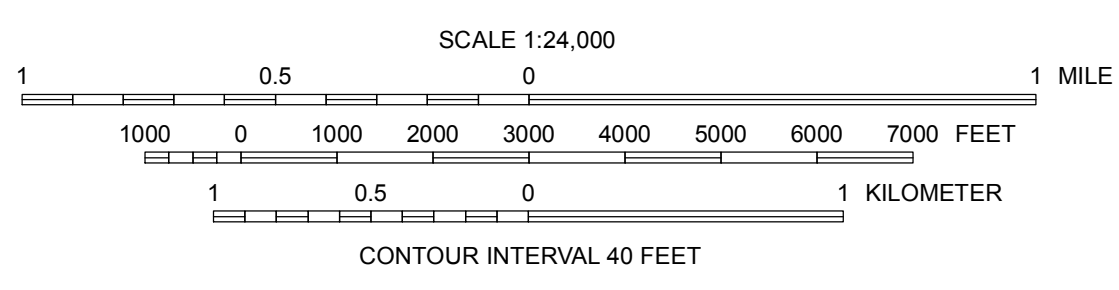 SCALE 1:24,000
1 0.5 0 1 MILE
1000 0 1000 2000 3000 4000 5000 6000 7000 FEET
1 0.5 0 1 KILOMETER
CONTOUR INTERVAL 40 FEET